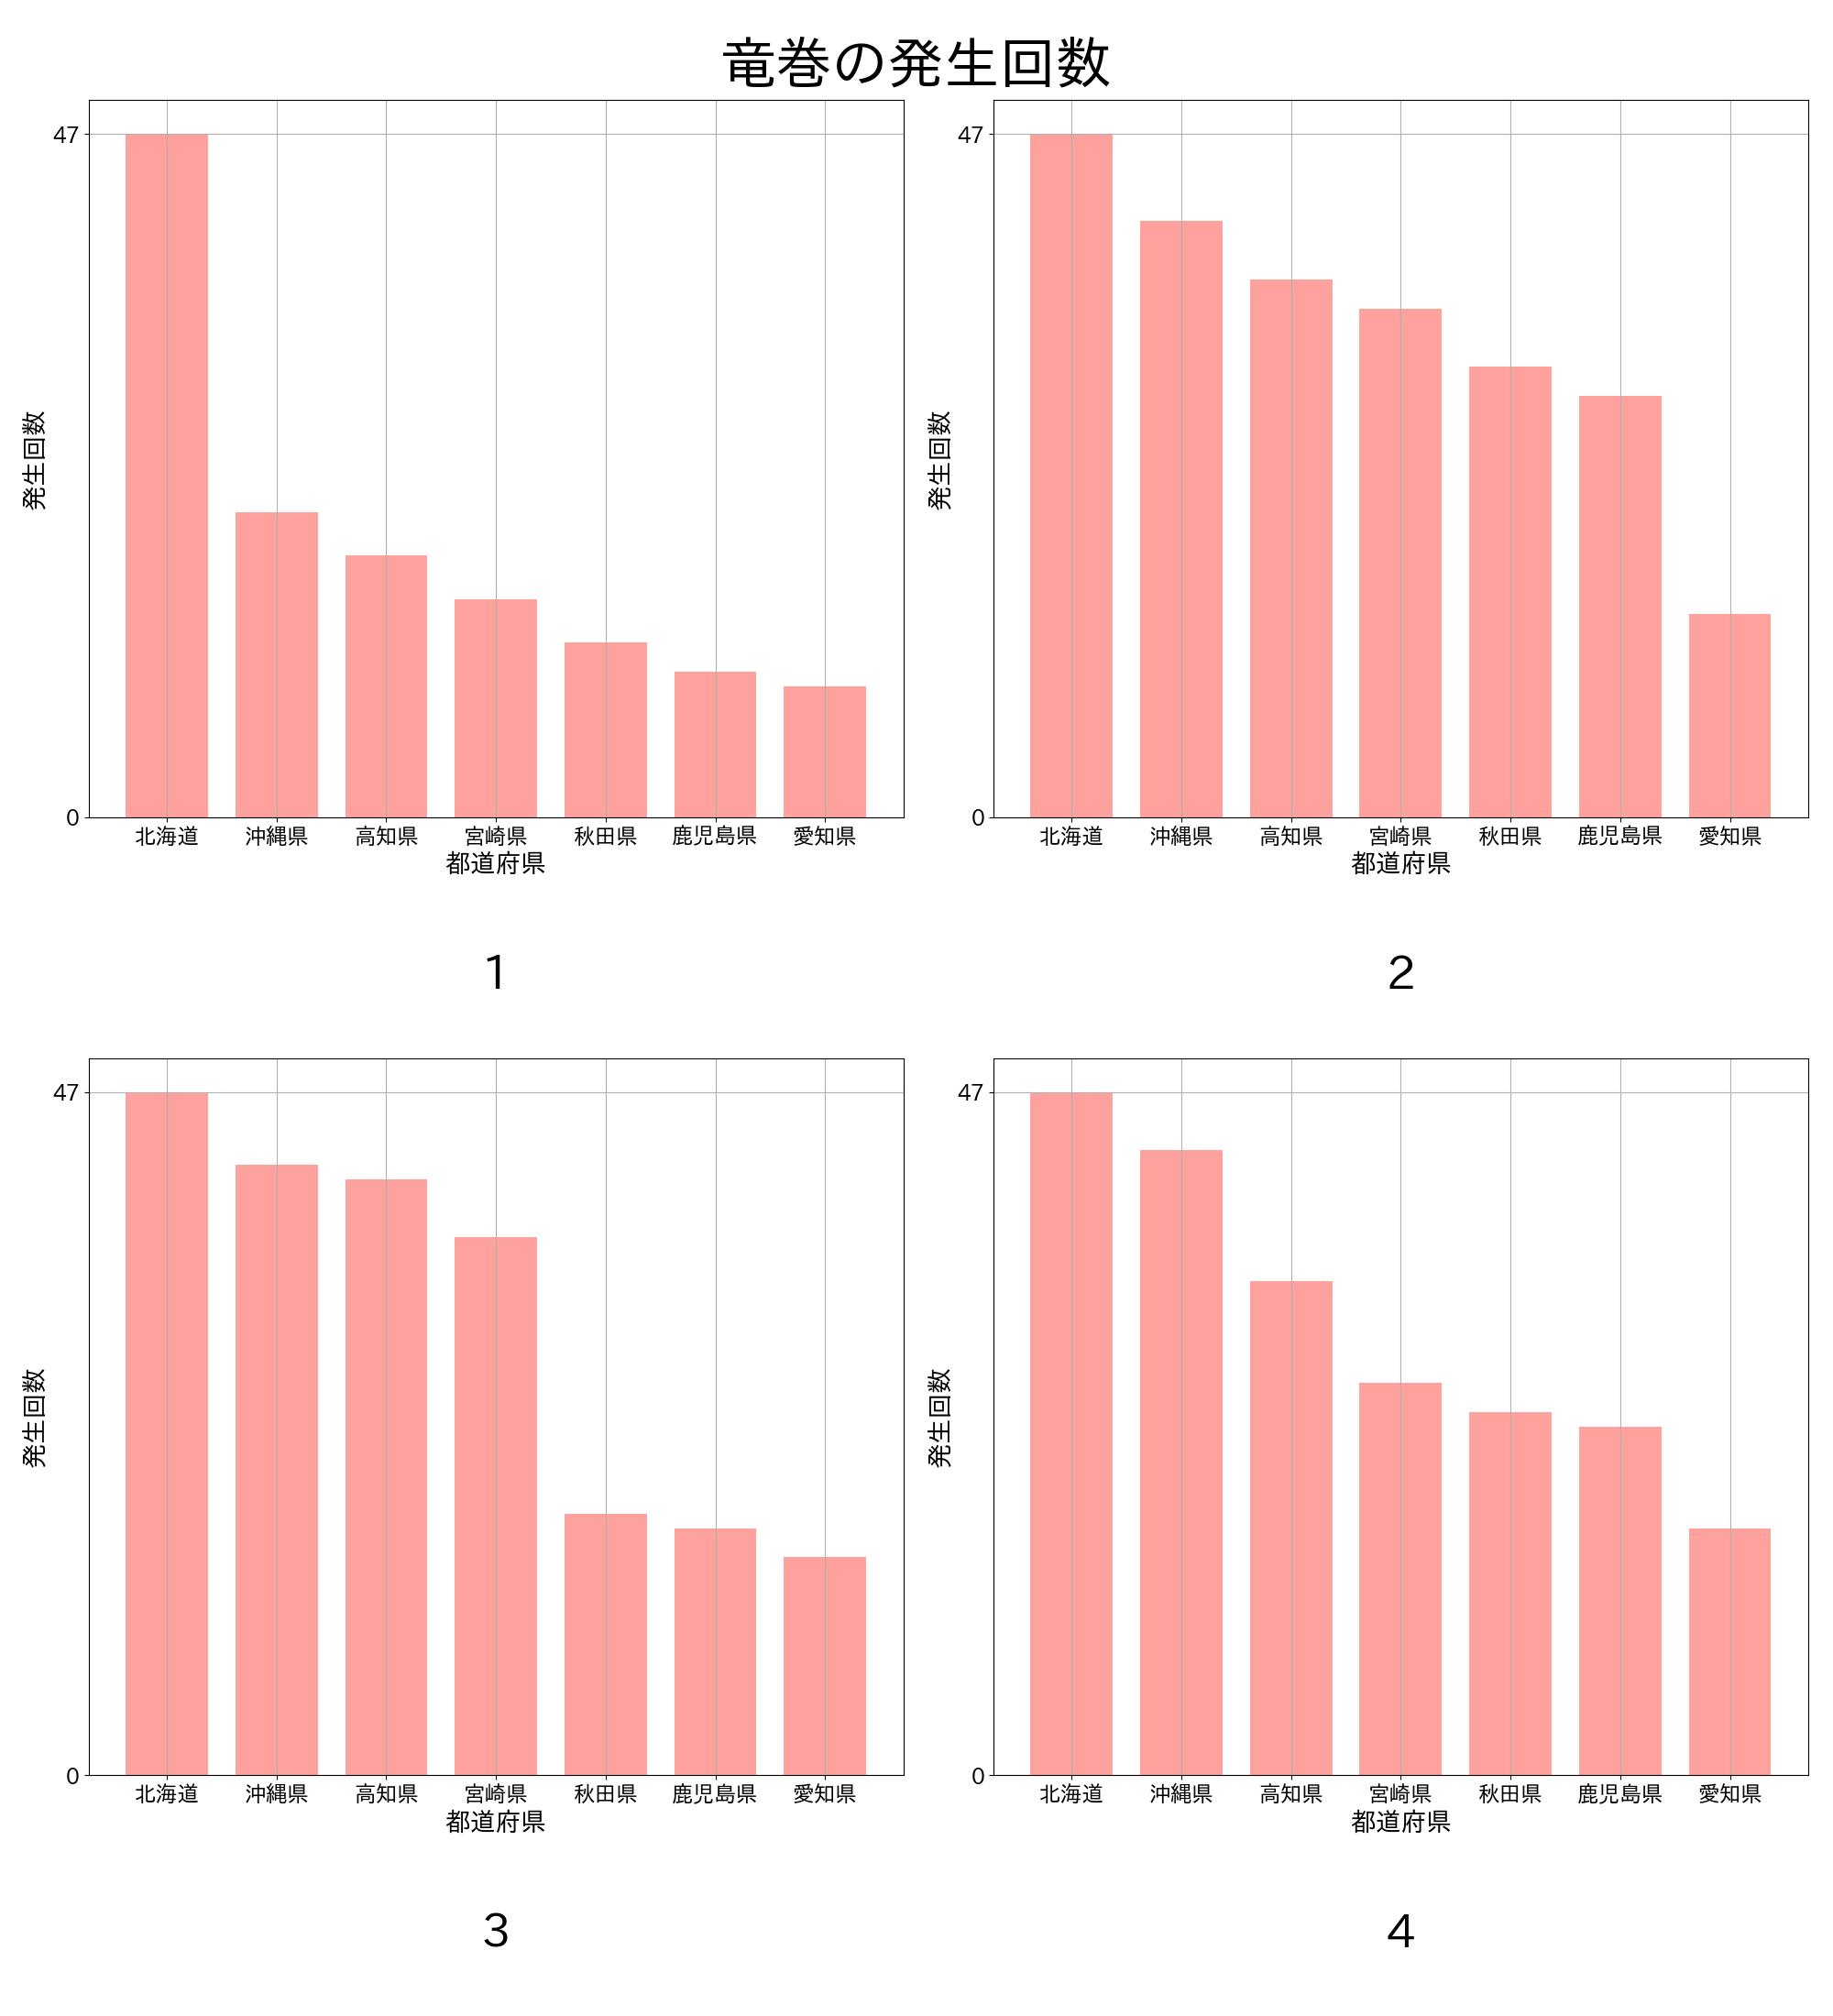 竜巻の発生回数
47
0
発生回数
北海道 沖縄県 高知県 宮崎県 秋田県 鹿児島県 愛知県
都道府県
1
47
0
発生回数
北海道 沖縄県 高知県 宮崎県 秋田県 鹿児島県 愛知県
都道府県
2
47
0
発生回数
北海道 沖縄県 高知県 宮崎県 秋田県 鹿児島県 愛知県
都道府県
3
47
0
発生回数
北海道 沖縄県 高知県 宮崎県 秋田県 鹿児島県 愛知県
都道府県
4